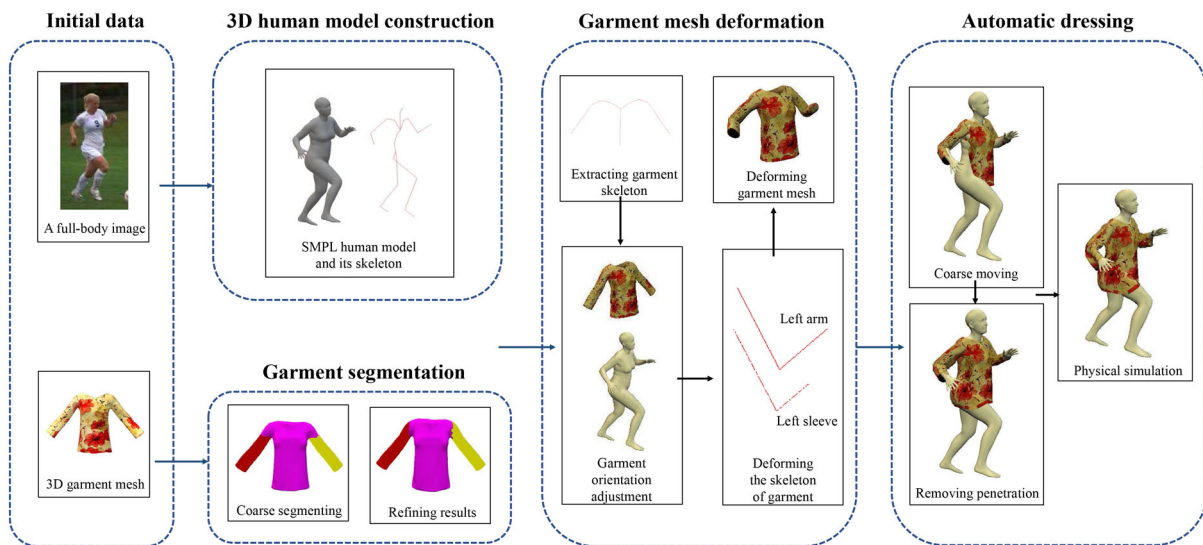 Initial data
3D human model construction
Garment mesh deformation
Automatic dressing
A full-body image
SMPL human model
and its skeleton
Extracting garment
skeleton
Deforming
garment mesh
Coarse moving
Physical simulation
Garment segmentation
3D garment mesh
Coarse segmenting
Refining results
Garment
orientation
adjustment
Left arm
Left sleeve
Deforming
the skeleton
of garment
Removing penetration